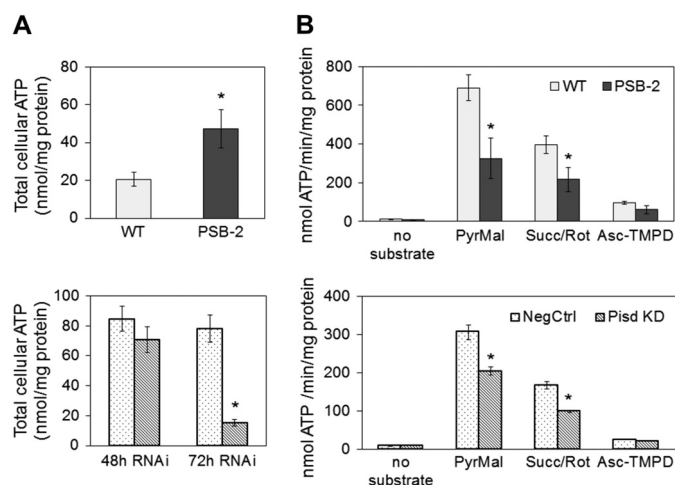 A
Total cellular ATP
(nmol/mg protein)
80
60
40
20
0
*
WT
PSB-2
Total cellular ATP
(nmol/mg protein)
100
80
60
40
20
0
*
48h RNAi
72h RNAi
B
nmol ATP/min/mg protein
800
600
400
200
0
WT
PSB-2
*
*
no
substrate
PyrMal
Succ/Rot
Asc-TMPD
nmol ATP /min/mg protein
400
300
200
100
0
NegCtrl
Pisd KD
*
*
no
substrate
PyrMal
Succ/Rot
Asc-TMPD